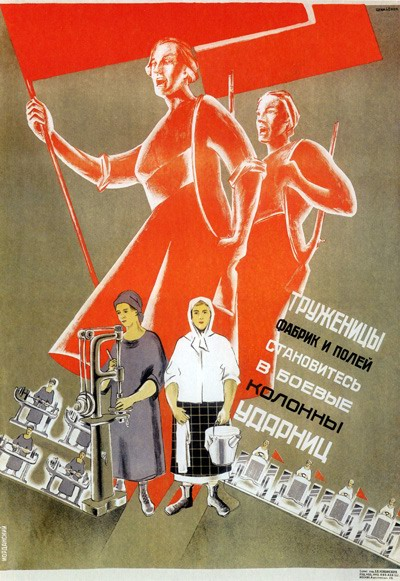 ТРУЖЕНИЦЫ
ФАБРИК И ПОЛЕЙ
СТАНОВИТЕСЬ
В БОЕВЫЕ
КОЛОННЫ
УДАРНИЦ